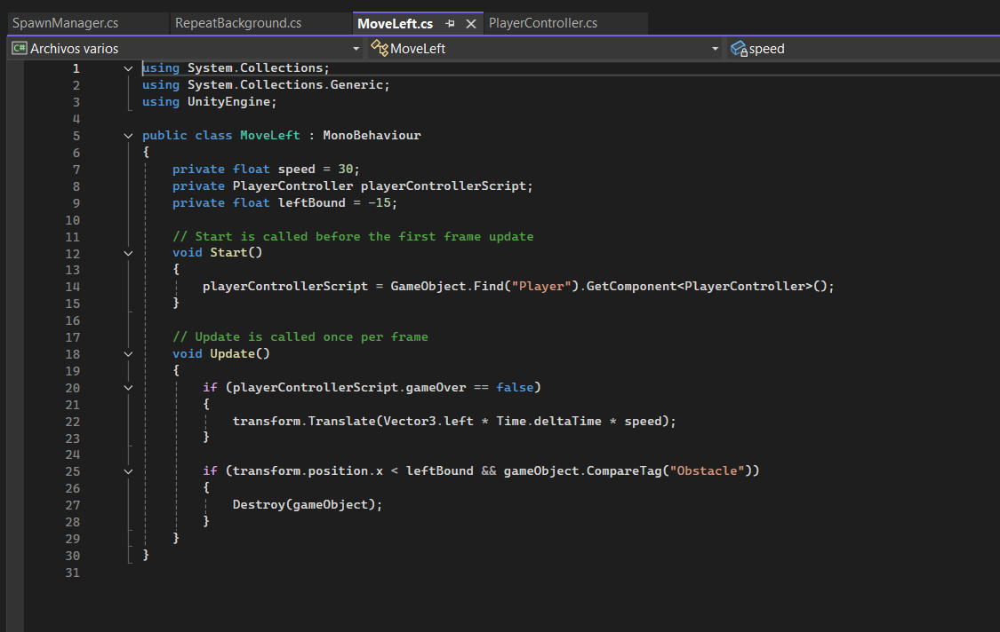 SpawnManager.cs RepeatBackground.cs MoveLeft.cs PlayerController.cs
C# Archivos varios MoveLeft speed
1 using System.Collections;
2 using System.Collections.Generic;
3 using UnityEngine;
4
5 public class MoveLeft : MonoBehaviour
6 {
7     private float speed = 30;
8     private PlayerController playerControllerScript;
9     private float leftBound = -15;
10
11     // Start is called before the first frame update
12     void Start()
13     {
14         playerControllerScript = GameObject.Find("Player").GetComponent<PlayerController>();
15     }
16
17     // Update is called once per frame
18     void Update()
19     {
20         if (playerControllerScript.gameOver == false)
21         {
22             transform.Translate(Vector3.left * Time.deltaTime * speed);
23         }
24
25         if (transform.position.x < leftBound && gameObject.CompareTag("Obstacle"))
26         {
27             Destroy(gameObject);
28         }
29     }
30 }
31